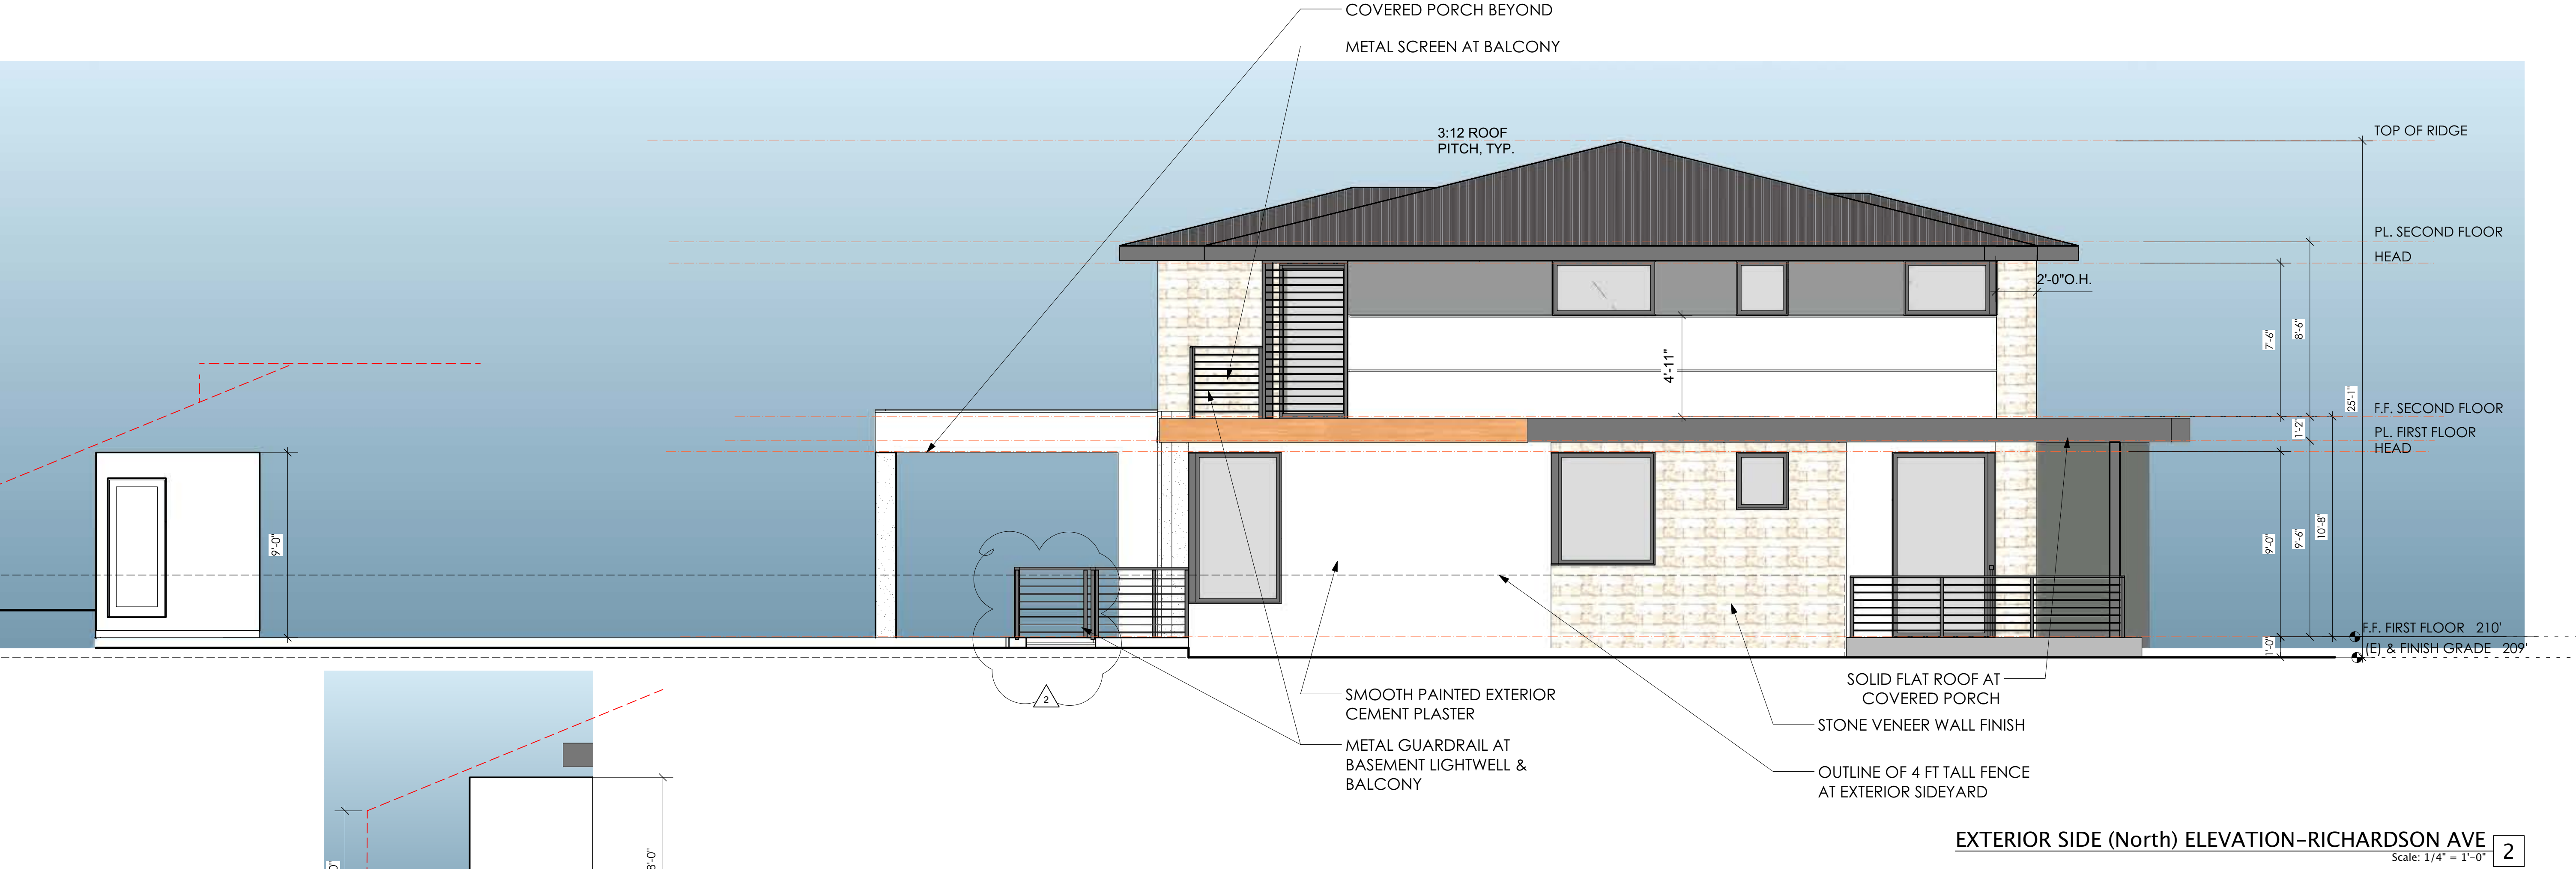 COVERED PORCH BEYOND
METAL SCREEN AT BALCONY
3:12 ROOF
PITCH, TYP.
TOP OF RIDGE
PL. SECOND FLOOR
HEAD
2'-0"O.H.
7'-6"
8'-6"
4'-11"
25'-1"
F.F. SECOND FLOOR
1'-2"
PL. FIRST FLOOR
HEAD
9'-0"
9'-0"
9'-6"
10'-8"
F.F. FIRST FLOOR 210'
1'-0"
(E) & FINISH GRADE 209'
2
SMOOTH PAINTED EXTERIOR
CEMENT PLASTER
METAL GUARDRAIL AT
BASEMENT LIGHTWELL &
BALCONY
SOLID FLAT ROOF AT
COVERED PORCH
STONE VENEER WALL FINISH
OUTLINE OF 4 FT TALL FENCE
AT EXTERIOR SIDEYARD
EXTERIOR SIDE (North) ELEVATION-RICHARDSON AVE
2
Scale: 1/4" = 1'-0"